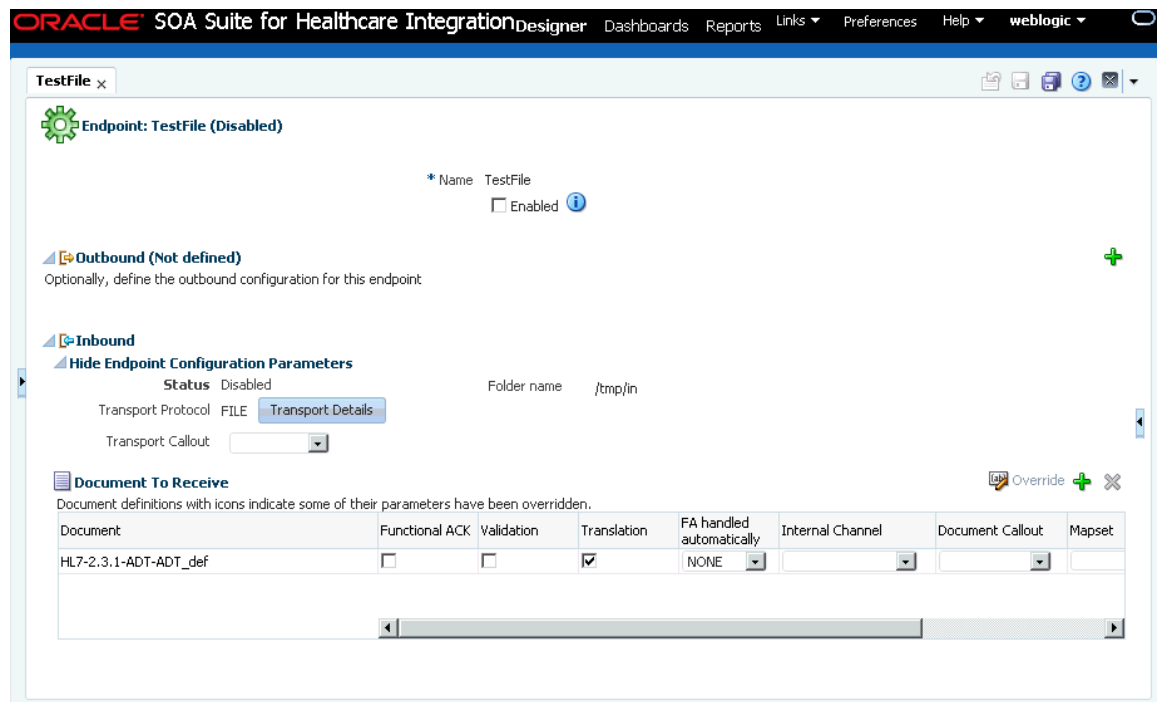 ORACLE® SOA Suite for Healthcare Integration Designer Dashboards Reports Links Preferences Help weblogic
TestFile
Endpoint: TestFile (Disabled)
* Name TestFile
Enabled
Outbound (Not defined)
Optionally, define the outbound configuration for this endpoint
Inbound
Hide Endpoint Configuration Parameters
Status Disabled Folder name /tmp/in
Transport Protocol FILE Transport Details
Transport Callout
Document To Receive Override
Document definitions with icons indicate some of their parameters have been overridden.
Document Functional ACK Validation Translation FA handled automatically Internal Channel Document Callout Mapset
HL7-2.3.1-ADT-ADT_def NONE